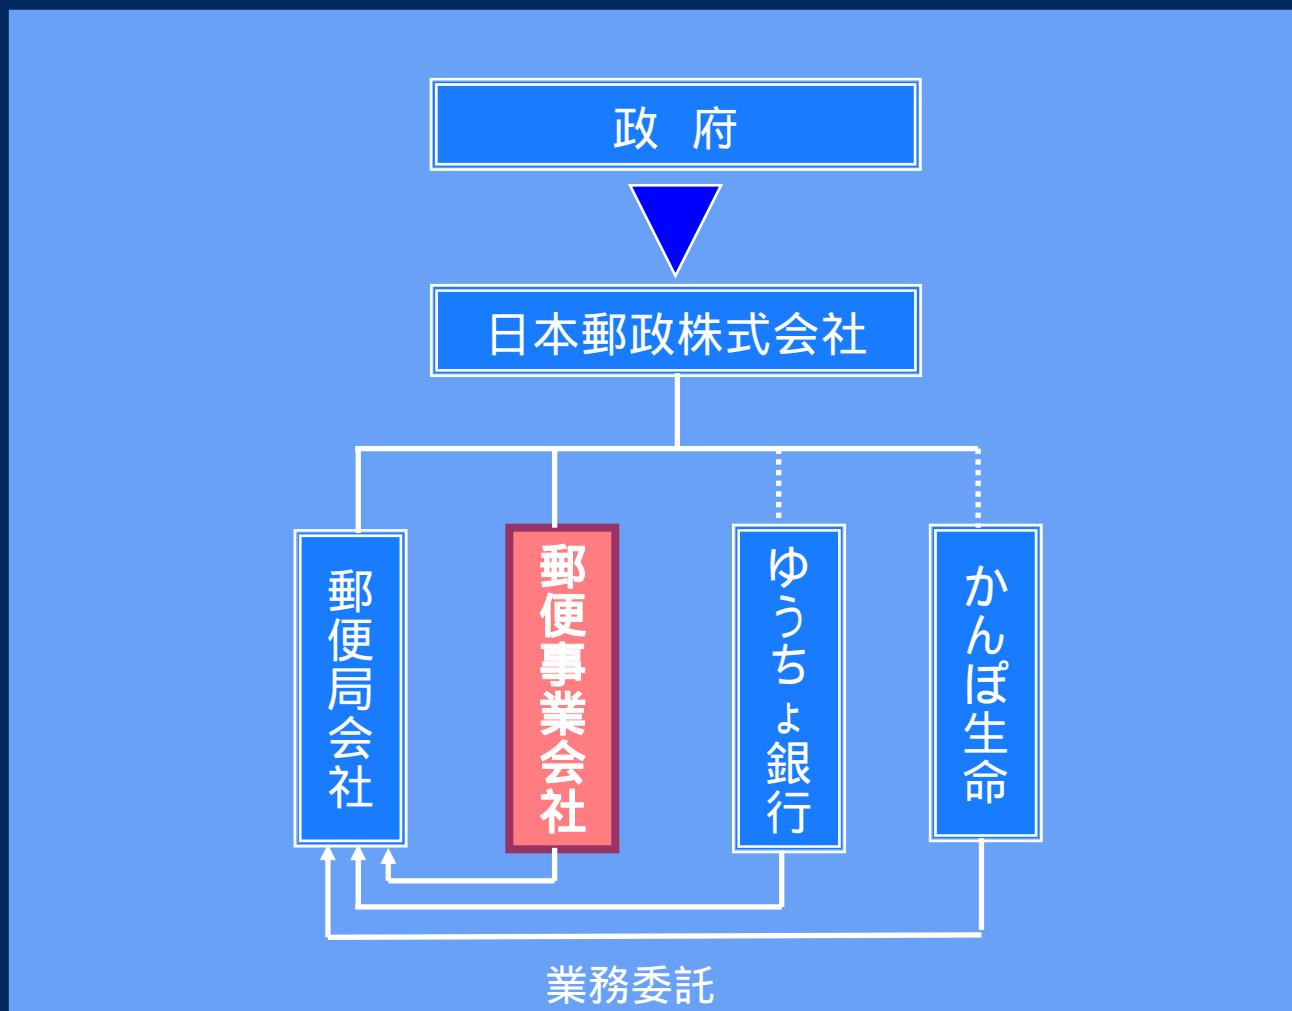 政 府
日本郵政株式会社
郵便局会社
郵便事業会社
ゆうちょ銀行
かんぽ生命
業務委託